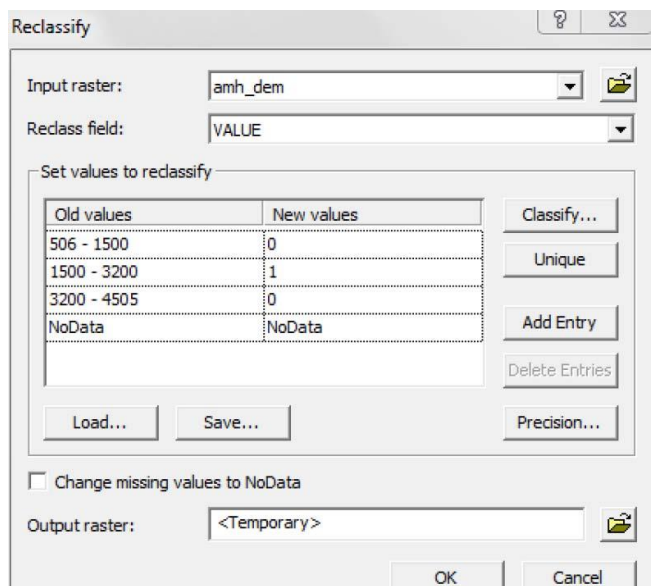 Reclassify
Input raster: amh_dem
Reclass field: VALUE
Set values to reclassify
Old values New values
506 - 1500 0
1500 - 3200 1
3200 - 4505 0
NoData NoData
Classify...
Unique
Add Entry
Delete Entries
Load... Save... Precision...
Change missing values to NoData
Output raster: <Temporary>
OK Cancel